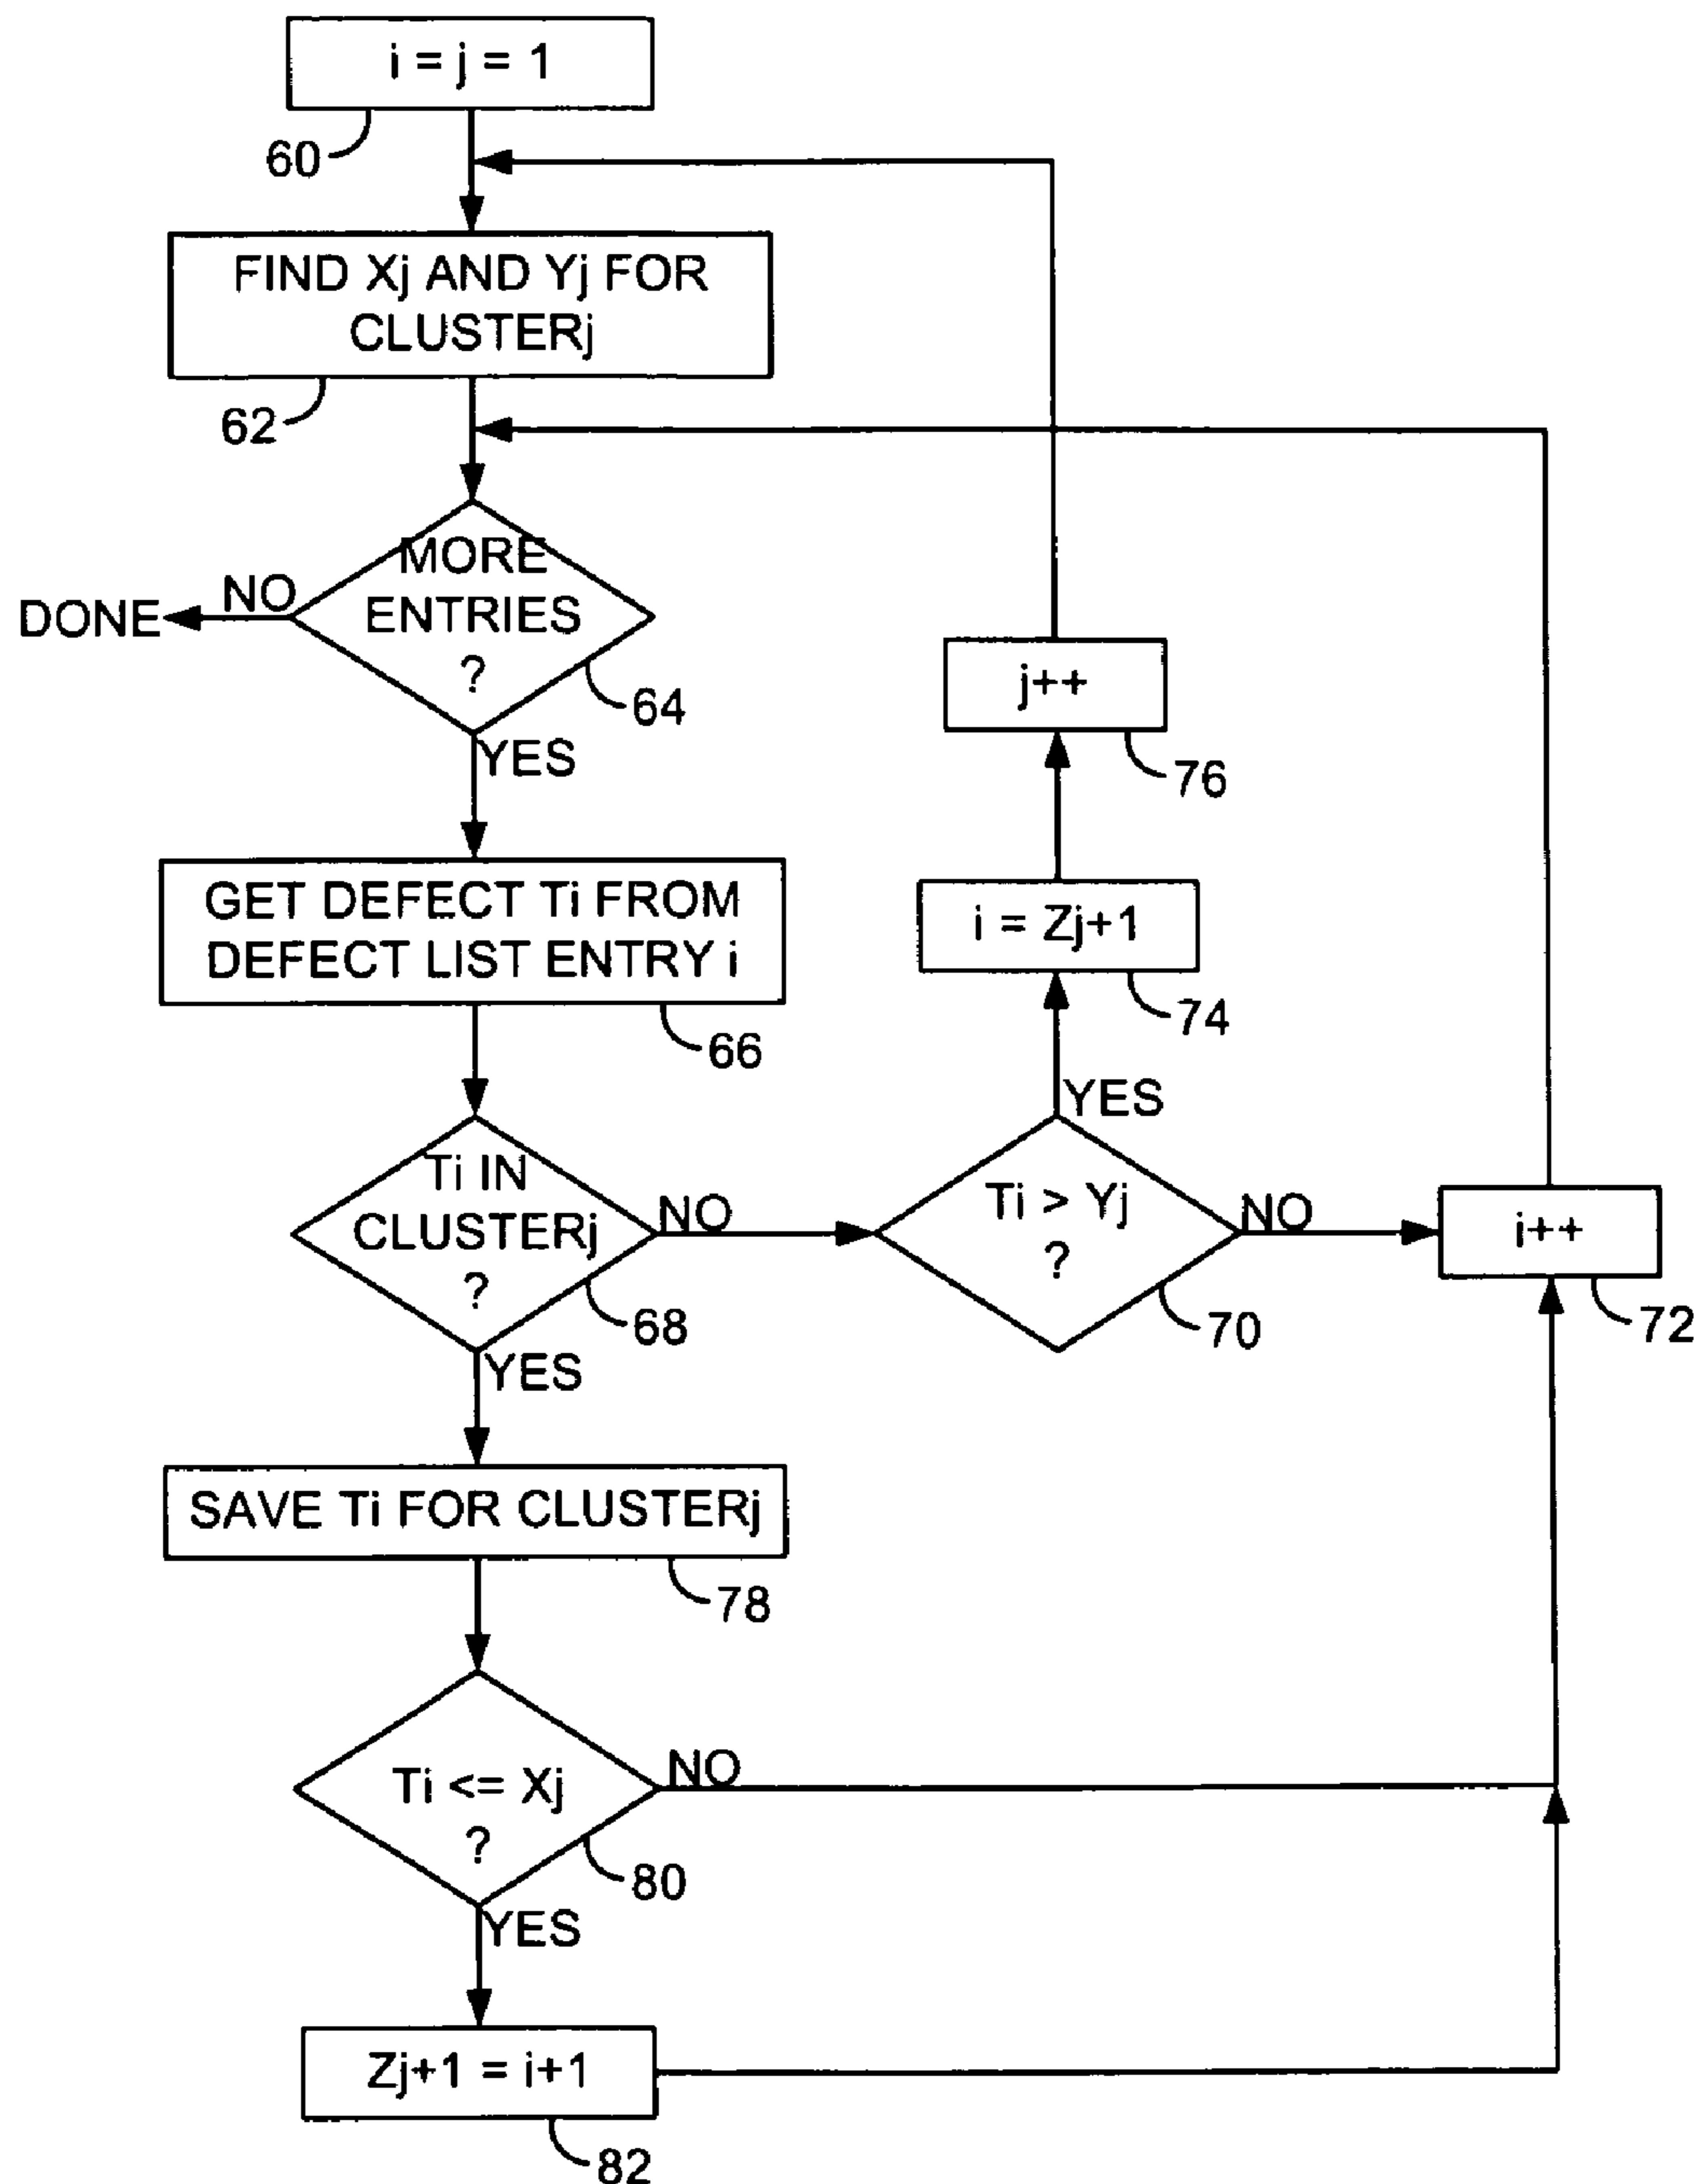 i = j = 1
60
FIND Xj AND Yj FOR
CLUSTERj
62
MORE
ENTRIES
?
NO
DONE
64
YES
j++
76
GET DEFECT Ti FROM
DEFECT LIST ENTRY i
66
i = Zj+1
74
YES
Ti IN
CLUSTERj
?
NO
68
Ti > Yj
?
NO
70
i++
72
YES
SAVE Ti FOR CLUSTERj
78
Ti <= Xj
?
NO
80
YES
Zj+1 = i+1
82